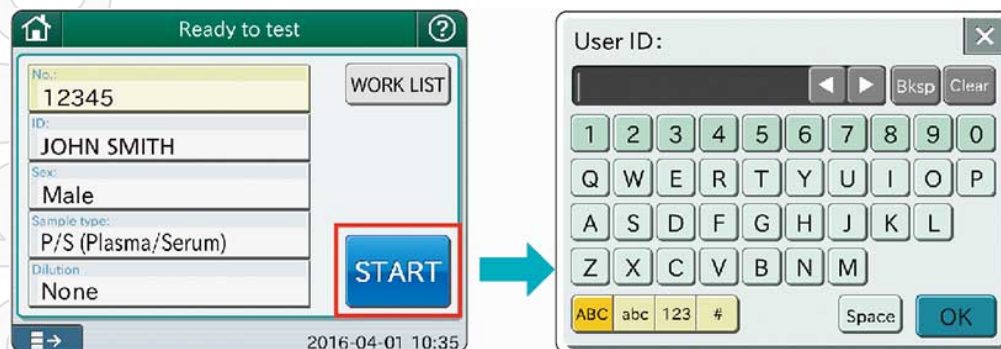 Ready to test
?
No.:
12345
WORK LIST
ID:
JOHN SMITH
Sex:
Male
Sample type:
P/S (Plasma/Serum)
Dilution
None
START
2016-04-01 10:35
User ID:
Bksp Clear
1 2 3 4 5 6 7 8 9 0
Q W E R T Y U I O P
A S D F G H J K L
Z X C V B N M
ABC abc 123 #
Space OK